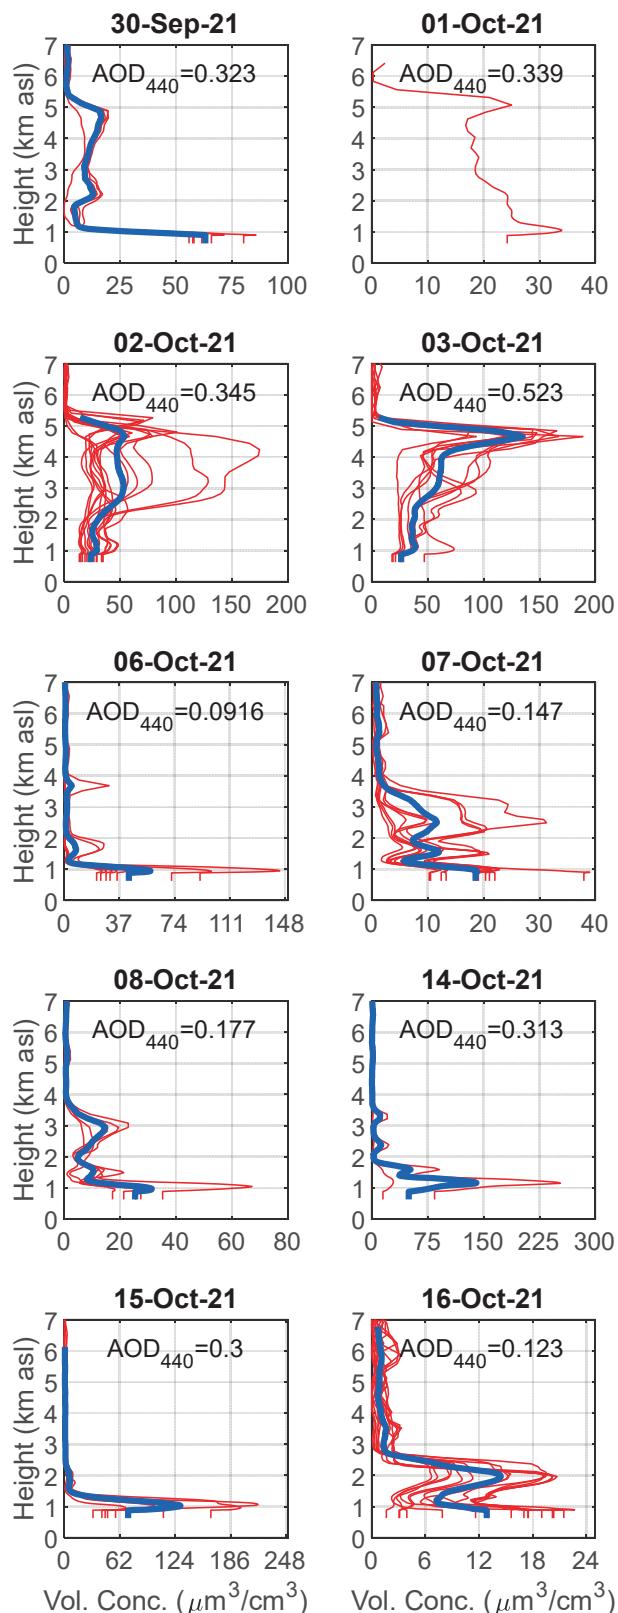 30-Sep-21
01-Oct-21
AOD440=0.323
AOD440=0.339
Height (km asl)
7
6
5
4
3
2
1
0
0 25 50 75 100
7
6
5
4
3
2
1
0
0 10 20 30 40
02-Oct-21
03-Oct-21
AOD440=0.345
AOD440=0.523
Height (km asl)
7
6
5
4
3
2
1
0
0 50 100 150 200
7
6
5
4
3
2
1
0
0 50 100 150 200
06-Oct-21
07-Oct-21
AOD440=0.0916
AOD440=0.147
Height (km asl)
7
6
5
4
3
2
1
0
0 37 74 111 148
7
6
5
4
3
2
1
0
0 10 20 30 40
08-Oct-21
14-Oct-21
AOD440=0.177
AOD440=0.313
Height (km asl)
7
6
5
4
3
2
1
0
0 20 40 60 80
7
6
5
4
3
2
1
0
0 75 150 225 300
15-Oct-21
16-Oct-21
AOD440=0.3
AOD440=0.123
Height (km asl)
7
6
5
4
3
2
1
0
0 62 124 186 248
7
6
5
4
3
2
1
0
0 6 12 18 24
Vol. Conc. (μm³/cm³)
Vol. Conc. (μm³/cm³)